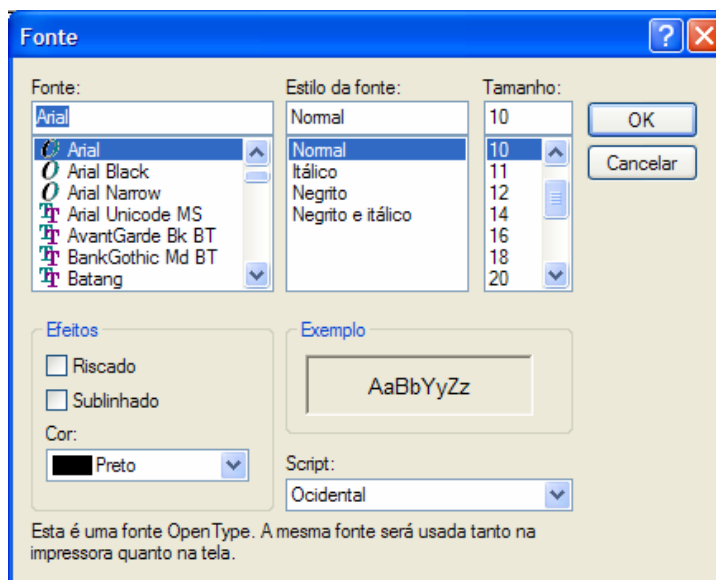 Fonte
Fonte:
Arial
Arial
Arial Black
Arial Narrow
Arial Unicode MS
AvantGarde Bk BT
BankGothic Md BT
Batang
Estilo da fonte:
Normal
Normal
Itálico
Negrito
Negrito e itálico
Tamanho:
10
10
11
12
14
16
18
20
OK
Cancelar
Efeitos
Riscado
Sublinhado
Cor:
Preto
Exemplo
AaBbYyZz
Script:
Ocidental
Esta é uma fonte OpenType. A mesma fonte será usada tanto na
impressora quanto na tela.